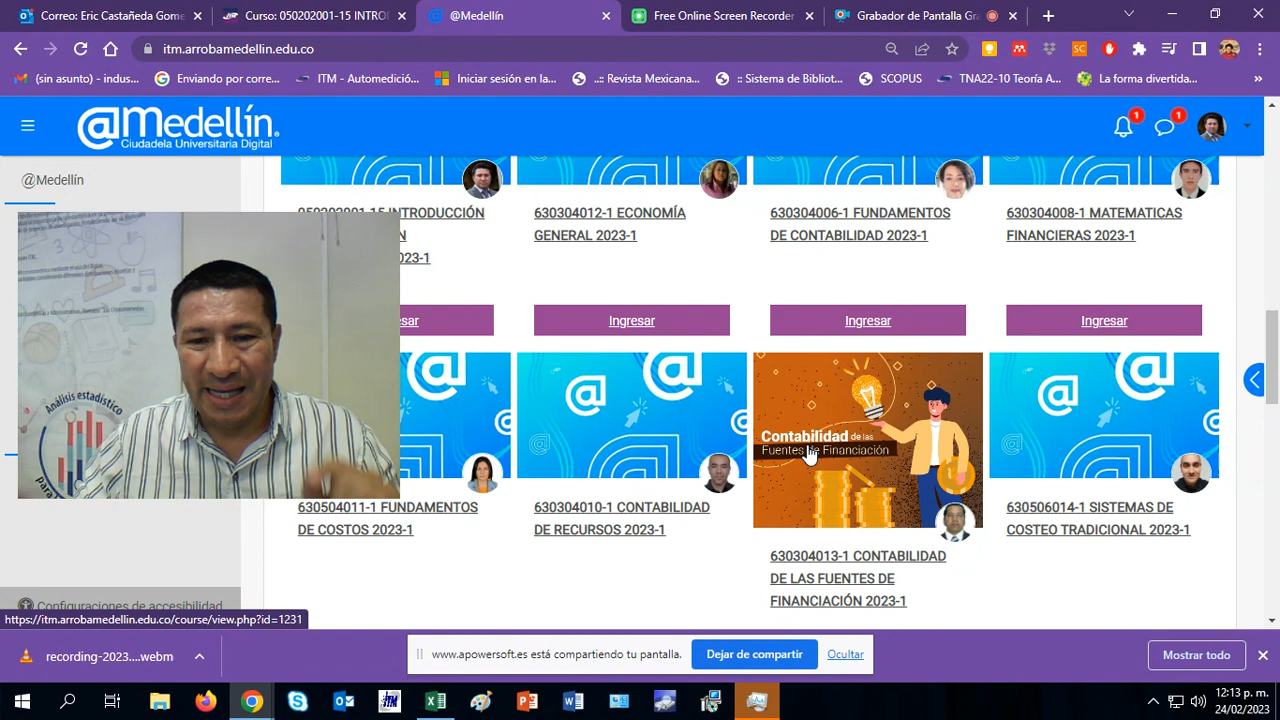 Correo: Eric Castañeda Gome
Curso: 050202001-15 INTRO
@Medellín
Free Online Screen Recorder
Grabador de Pantalla Gra
itm.arrobamedellin.edu.co
(sin asunto) - indus...
Enviando por corre...
ITM - Automedició...
Iniciar sesión en la...
..:: Revista Mexicana...
:: Sistema de Bibliot...
SCOPUS
TNA22-10 Teoría A...
La forma divertida...
@Medellín
Ciudadela Universitaria Digital
1
1
@Medellín
INTRODUCCIÓN
630304012-1 ECONOMÍA
GENERAL 2023-1
630304006-1 FUNDAMENTOS
DE CONTABILIDAD 2023-1
630304008-1 MATEMATICAS
FINANCIERAS 2023-1
Ingresar
Ingresar
Ingresar
Análisis estadístico
Contabilidad de las
Fuentes de Financiación
630504011-1 FUNDAMENTOS
DE COSTOS 2023-1
630304010-1 CONTABILIDAD
DE RECURSOS 2023-1
630304013-1 CONTABILIDAD
DE LAS FUENTES DE
FINANCIACIÓN 2023-1
630506014-1 SISTEMAS DE
COSTEO TRADICIONAL 2023-1
Configuraciones de accesibilidad
https://itm.arrobamedellin.edu.co/course/view.php?id=1231
recording-2023....webm
www.apowersoft.es está compartiendo tu pantalla.
Dejar de compartir
Ocultar
Mostrar todo
12:13 p. m.
24/02/2023